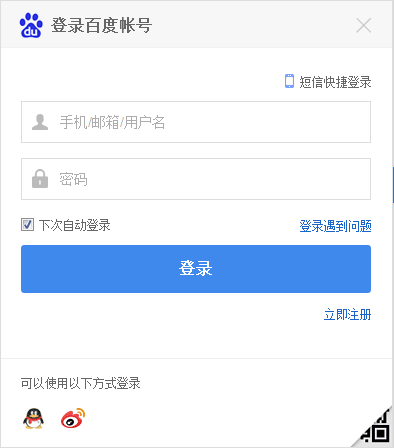 du 登录百度帐号
短信快捷登录
手机/邮箱/用户名
密码
下次自动登录 登录遇到问题
登录
立即注册
可以使用以下方式登录